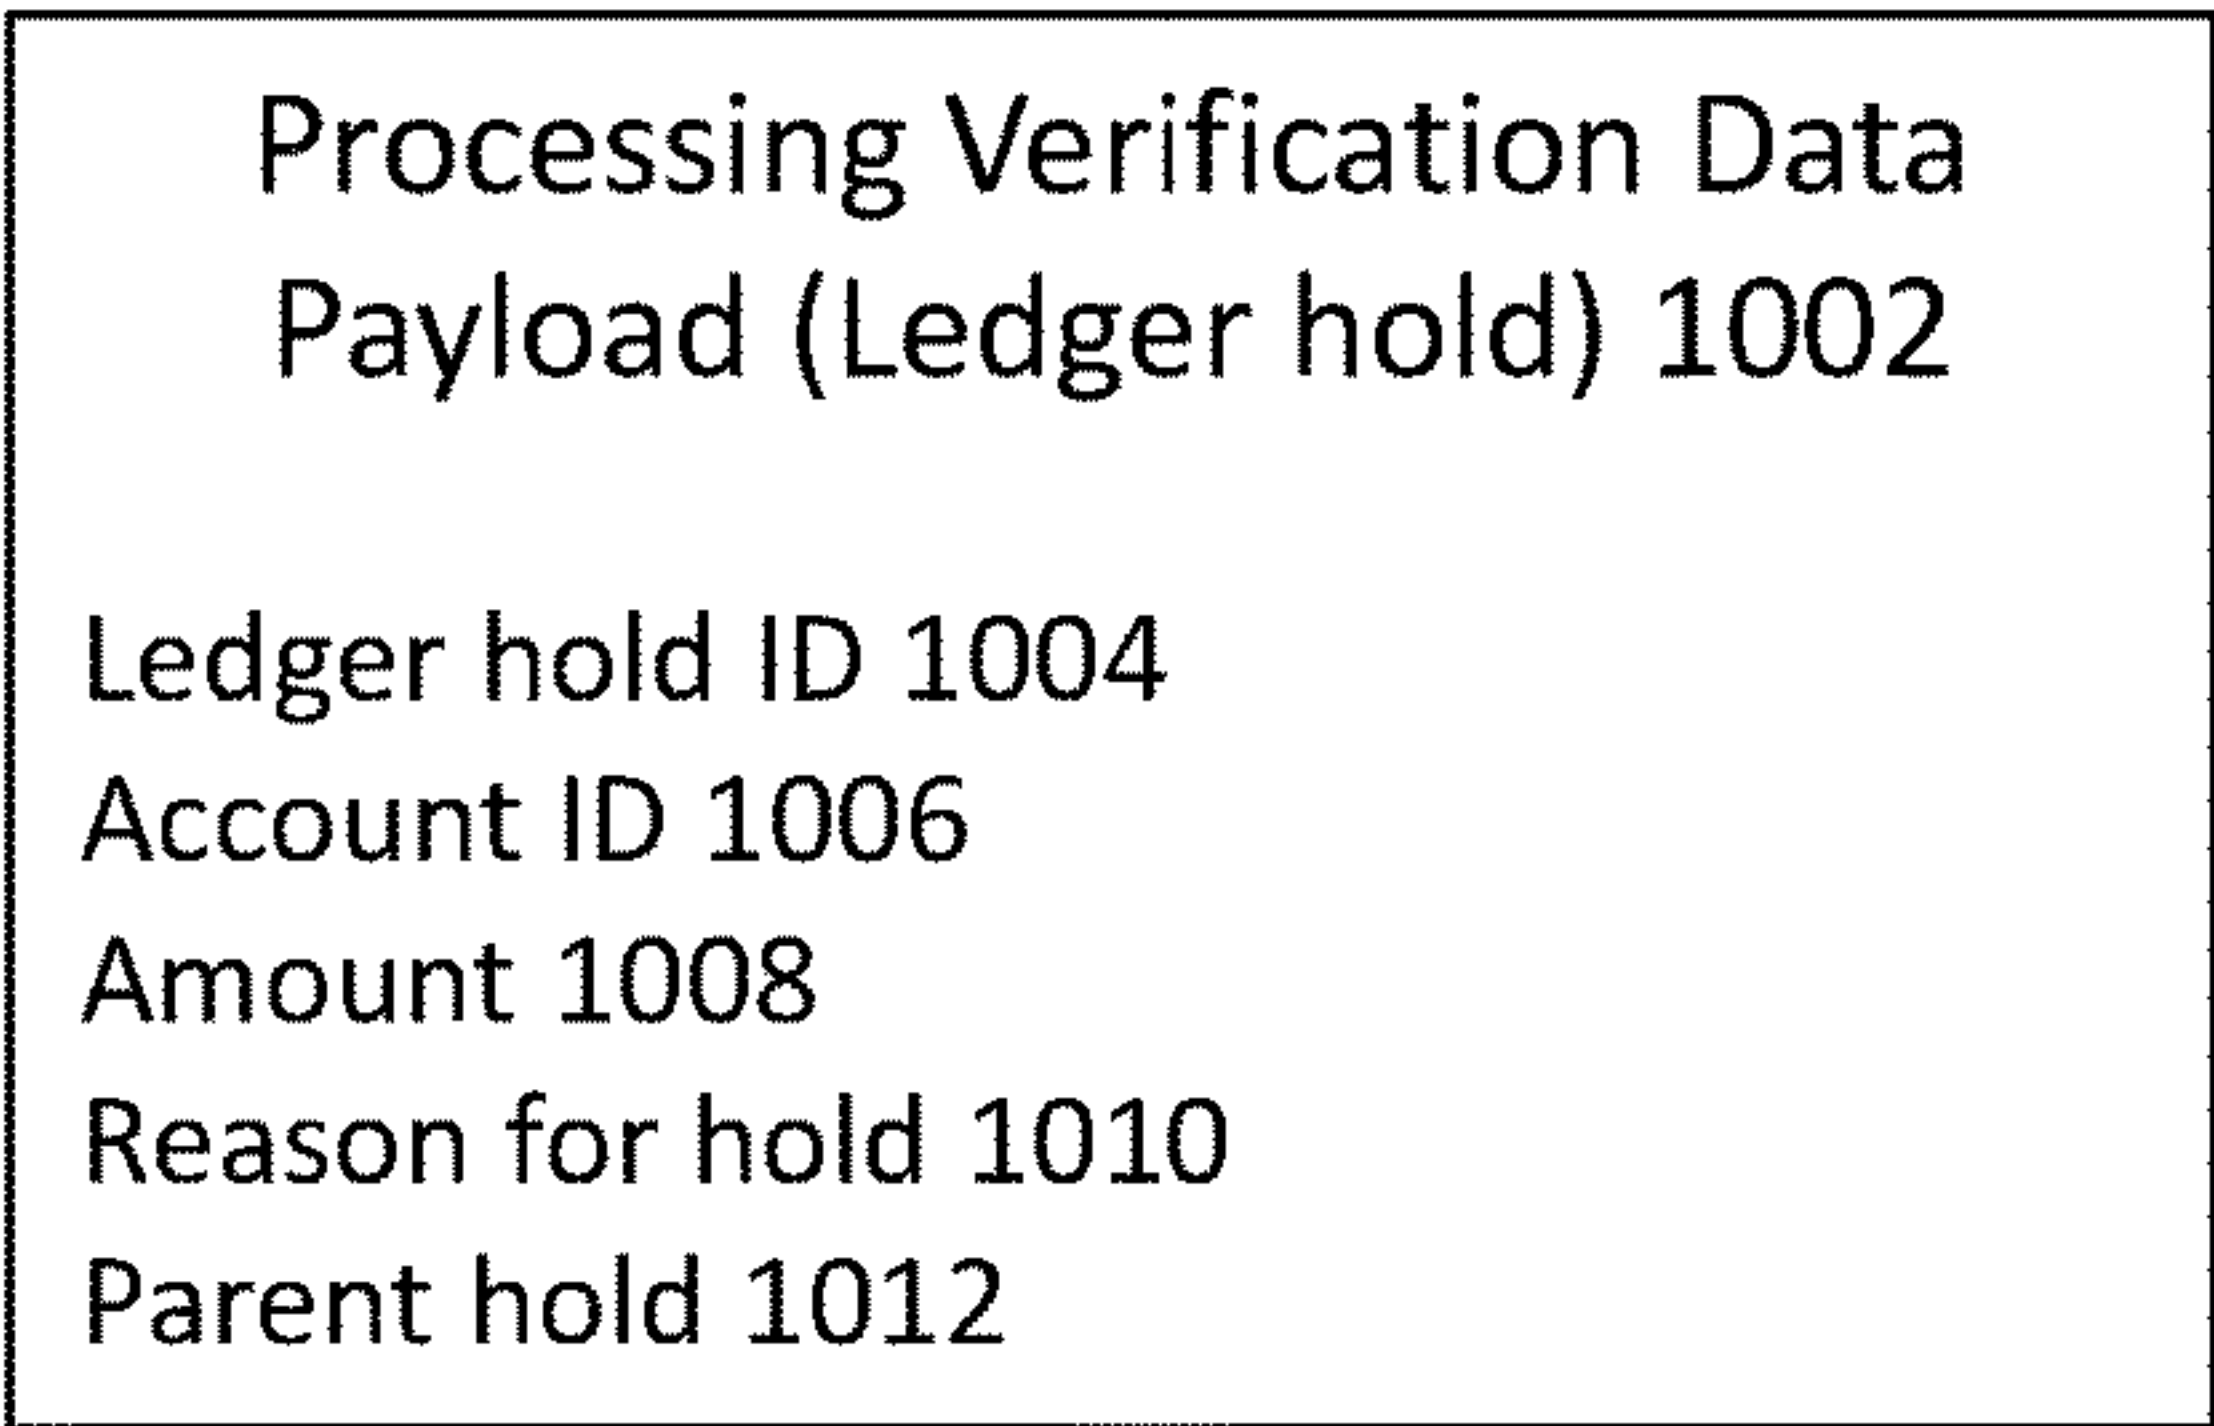 Processing Verification Data
Payload (Ledger hold) 1002
Ledger hold ID 1004
Account ID 1006
Amount 1008
Reason for hold 1010
Parent hold 1012